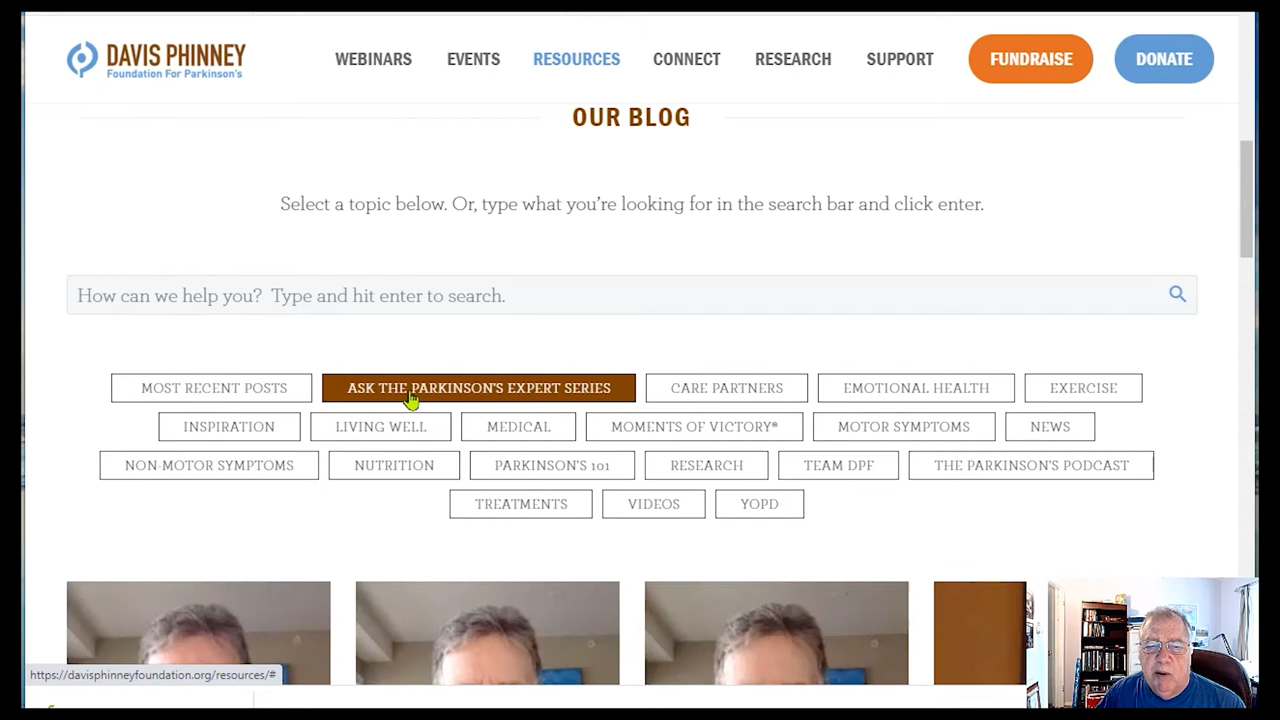 DAVIS PHINNEY
Foundation For Parkinson's
WEBINARS EVENTS RESOURCES CONNECT RESEARCH SUPPORT FUNDRAISE DONATE
OUR BLOG
Select a topic below. Or, type what you're looking for in the search bar and click enter.
How can we help you? Type and hit enter to search.
MOST RECENT POSTS ASK THE PARKINSON'S EXPERT SERIES CARE PARTNERS EMOTIONAL HEALTH EXERCISE
INSPIRATION LIVING WELL MEDICAL MOMENTS OF VICTORY® MOTOR SYMPTOMS NEWS
NON-MOTOR SYMPTOMS NUTRITION PARKINSON'S 101 RESEARCH TEAM DPF THE PARKINSON'S PODCAST
TREATMENTS VIDEOS YOPD
https://davisphinneyfoundation.org/resources/#